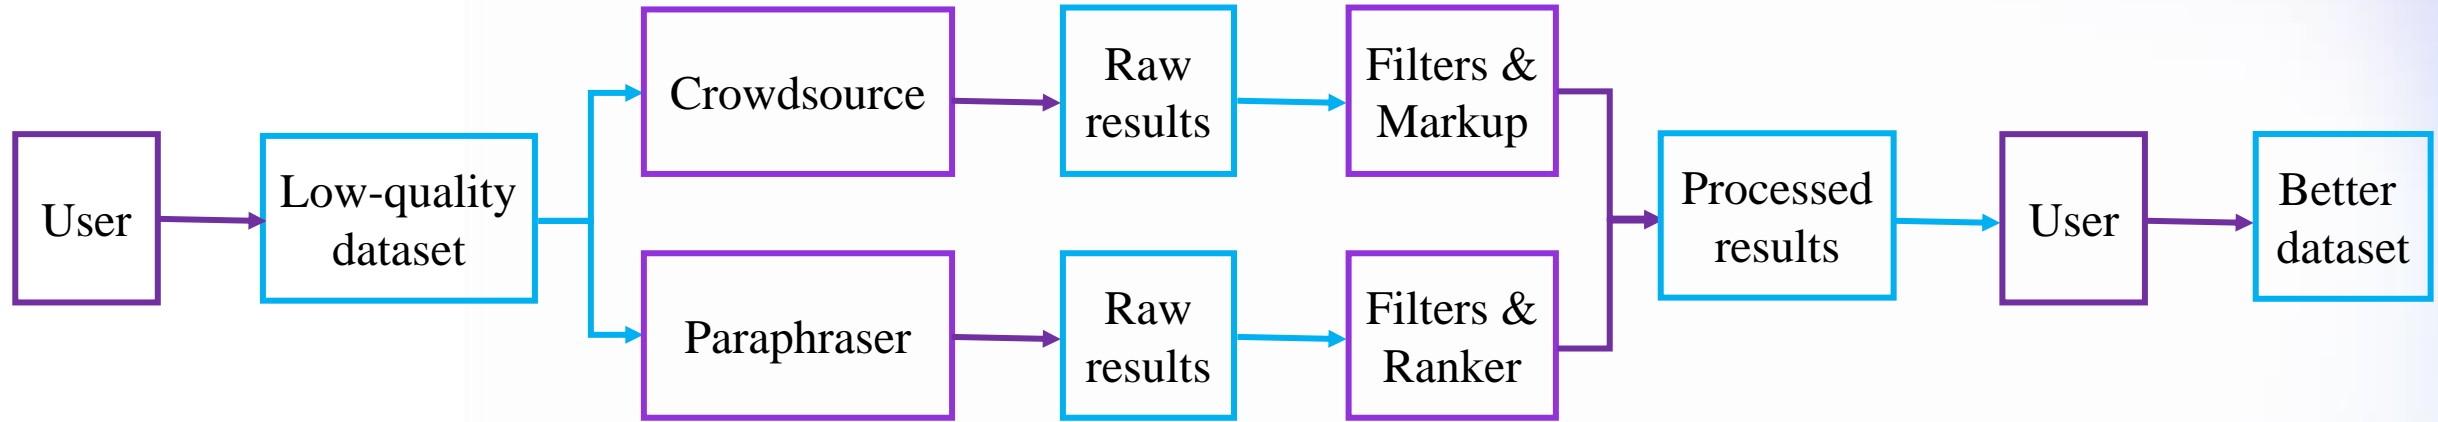 User
Low-quality
dataset
Crowdsource
Raw
results
Filters &
Markup
Paraphraser
Raw
results
Filters &
Ranker
Processed
results
User
Better
dataset